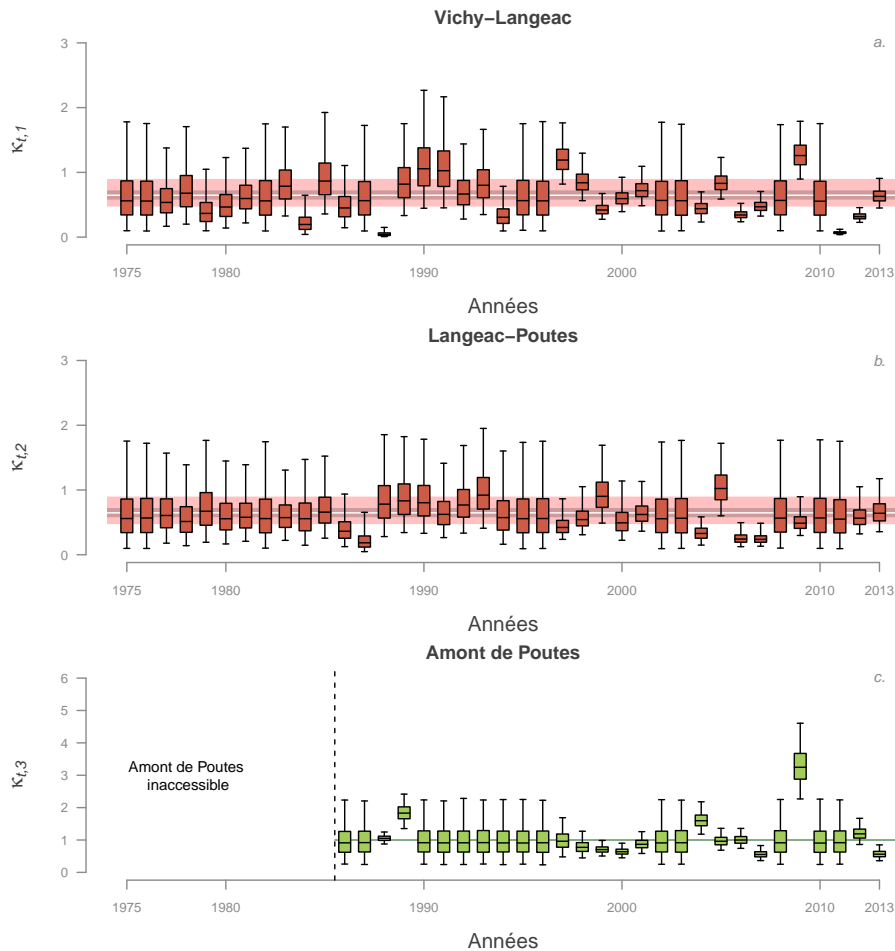 Vichy–Langeac
a.
3
2
1
0
κt,1
1975
1980
1990
2000
2010
2013
Années
Langeac–Poutes
b.
3
2
1
0
κt,2
1975
1980
1990
2000
2010
2013
Années
Amont de Poutes
c.
6
5
4
3
2
1
0
κt,3
Amont de Poutes
inaccessible
1975
1980
1990
2000
2010
2013
Années